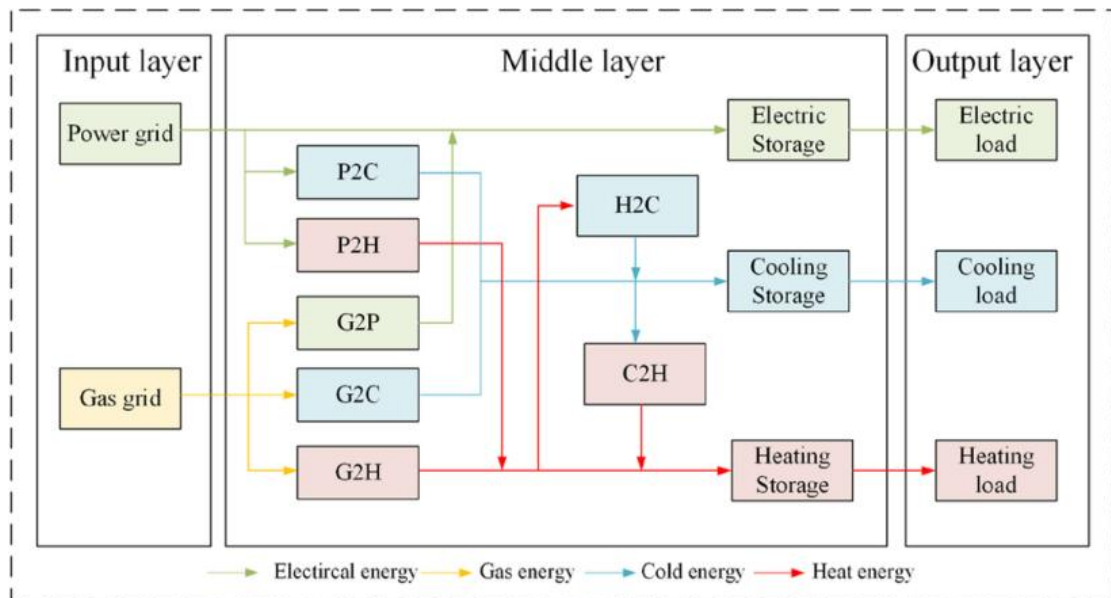 Input layer
Middle layer
Output layer
Power grid
Electric
Storage
Electric
load
P2C
H2C
P2H
Cooling
Storage
Cooling
load
G2P
C2H
Gas grid
G2C
G2H
Heating
Storage
Heating
load
Electircal energy
Gas energy
Cold energy
Heat energy